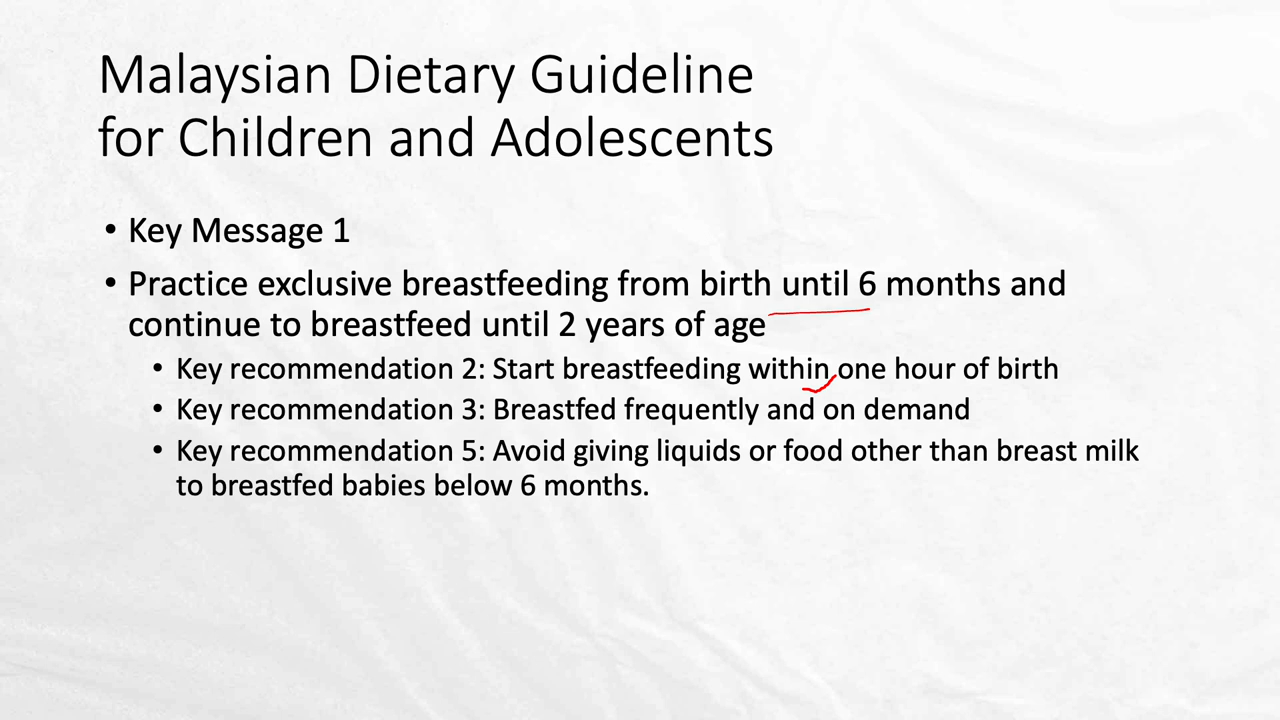 Malaysian Dietary Guideline
for Children and Adolescents
• Key Message 1
• Practice exclusive breastfeeding from birth until 6 months and
continue to breastfeed until 2 years of age
• Key recommendation 2: Start breastfeeding within one hour of birth
• Key recommendation 3: Breastfed frequently and on demand
• Key recommendation 5: Avoid giving liquids or food other than breast milk
to breastfed babies below 6 months.